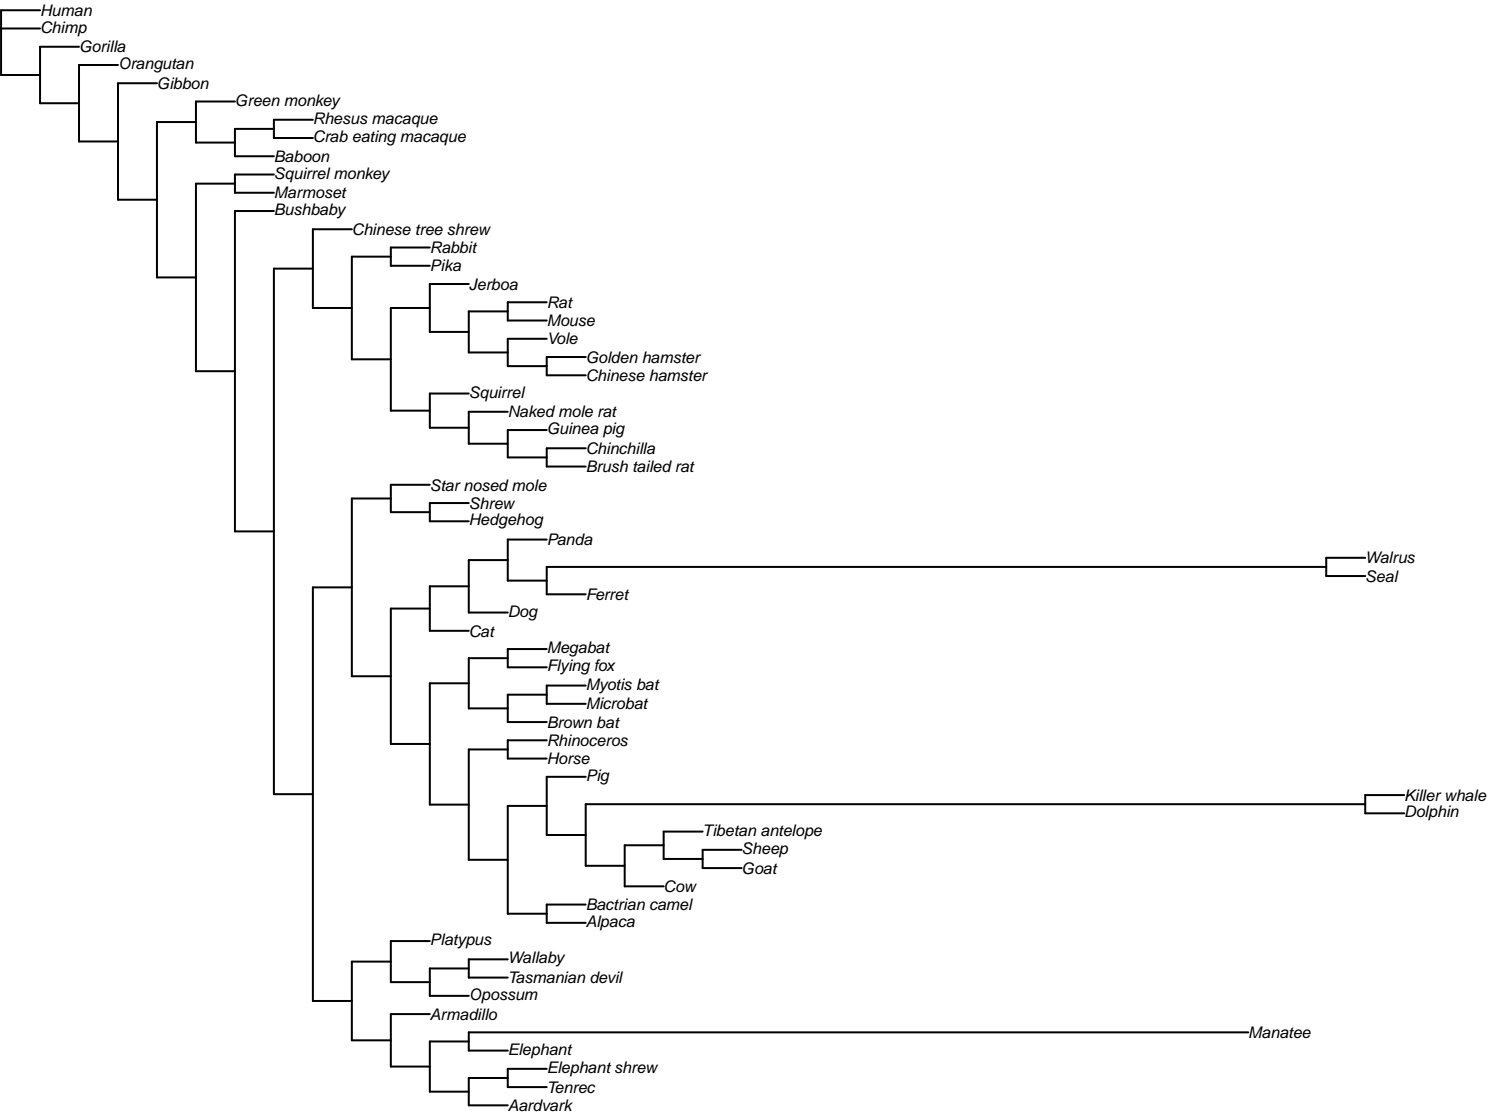 Human
Chimp
Gorilla
Orangutan
Gibbon
Green monkey
Rhesus macaque
Crab eating macaque
Baboon
Squirrel monkey
Marmoset
Bushbaby
Chinese tree shrew
Rabbit
Pika
Jerboa
Rat
Mouse
Vole
Golden hamster
Chinese hamster
Squirrel
Naked mole rat
Guinea pig
Chinchilla
Brush tailed rat
Star nosed mole
Shrew
Hedgehog
Panda
Walrus
Seal
Ferret
Dog
Cat
Megabat
Flying fox
Myotis bat
Microbat
Brown bat
Rhinoceros
Horse
Pig
Killer whale
Dolphin
Tibetan antelope
Sheep
Goat
Cow
Bactrian camel
Alpaca
Platypus
Wallaby
Tasmanian devil
Opossum
Armadillo
Manatee
Elephant
Elephant shrew
Tenrec
Aardvark